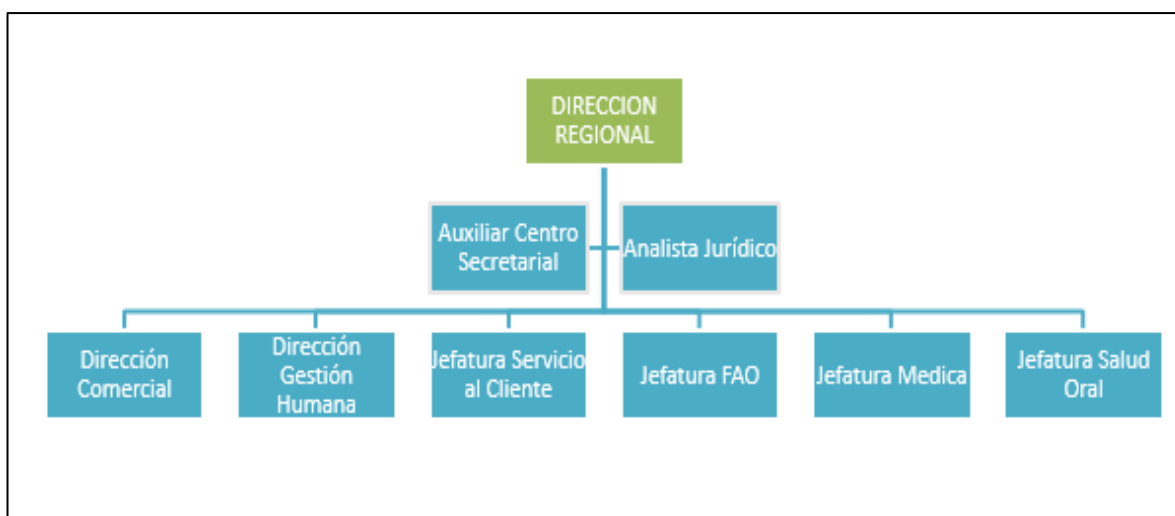 DIRECCION
REGIONAL
Auxiliar Centro
Secretarial
Analista Jurídico
Dirección
Comercial
Dirección
Gestión
Humana
Jefatura Servicio
al Cliente
Jefatura FAO
Jefatura Medica
Jefatura Salud
Oral